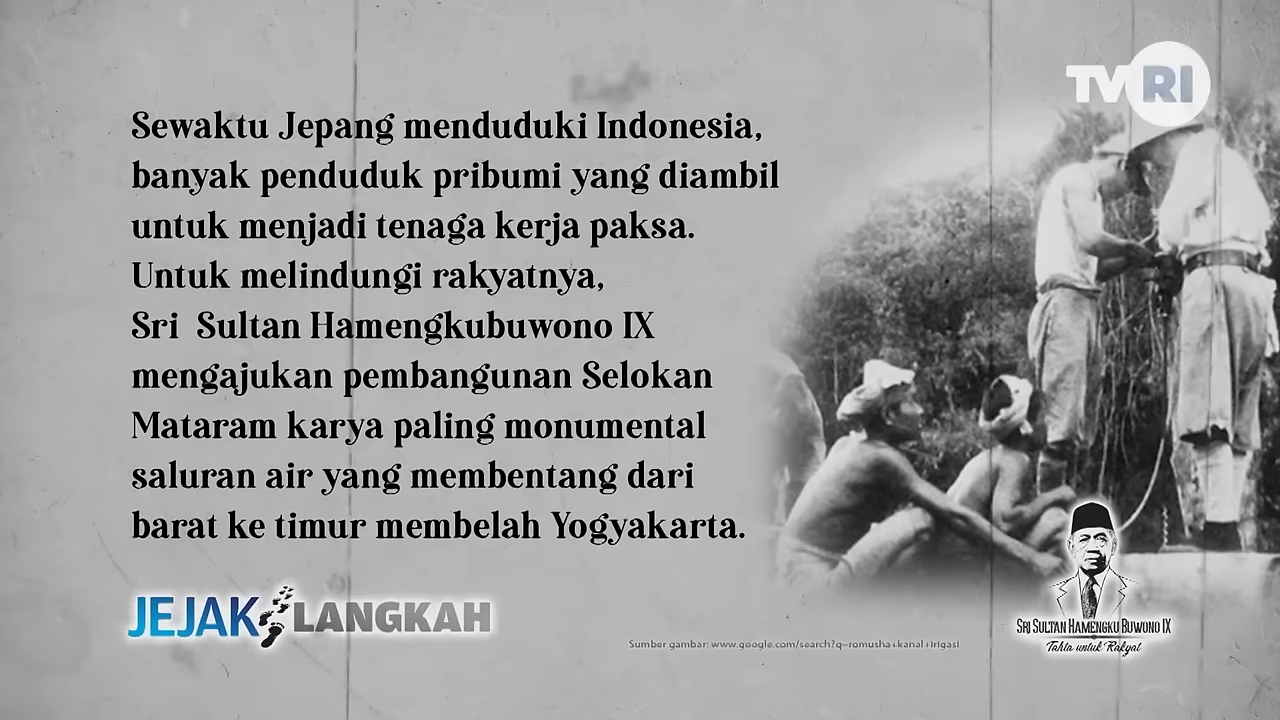 TVRI
Sewaktu Jepang menduduki Indonesia,
banyak penduduk pribumi yang diambil
untuk menjadi tenaga kerja paksa.
Untuk melindungi rakyatnya,
Sri Sultan Hamengkubuwono IX
mengajukan pembangunan Selokan
Mataram karya paling monumental
saluran air yang membentang dari
barat ke timur membelah Yogyakarta.
JEJAK LANGKAH
Sumber gambar: www.google.com/search?q=romusha+kanal+irigasi
SRI SULTAN HAMENGKU BUWONO IX
Tahta untuk Rakyat